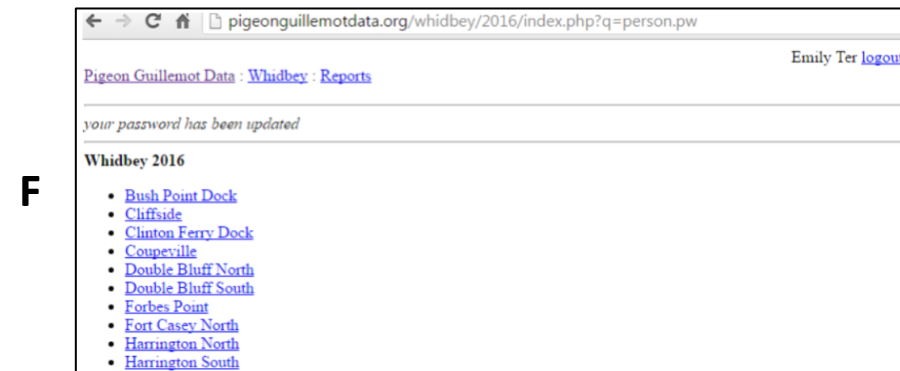 pigeonguillemotdata.org/whidbey/2016/index.php?q=person.pw
Emily Ter logout
Pigeon Guillemot Data : Whidbey : Reports
your password has been updated
Whidbey 2016
F
Bush Point Dock
Cliffside
Clinton Ferry Dock
Coupeville
Double Bluff North
Double Bluff South
Forbes Point
Fort Casey North
Harrington North
Harrington South